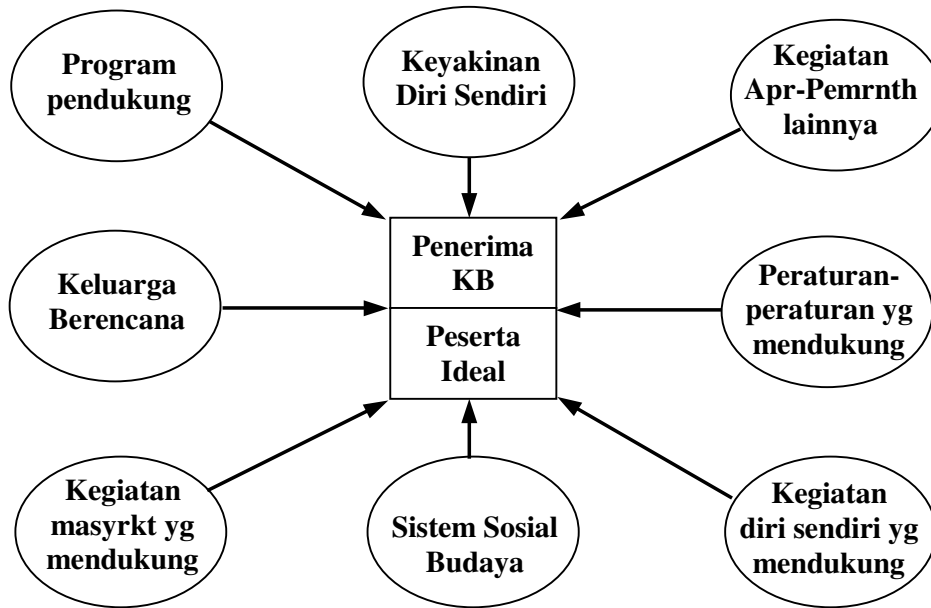 Program
pendukung
Keyakinan
Diri Sendiri
Kegiatan
Apr-Pemrnth
lainnya
Penerima
KB
Keluarga
Berencana
Peraturan-
peraturan yg
mendukung
Peserta
Ideal
Kegiatan
masyrkt yg
mendukung
Sistem Sosial
Budaya
Kegiatan
diri sendiri yg
mendukung